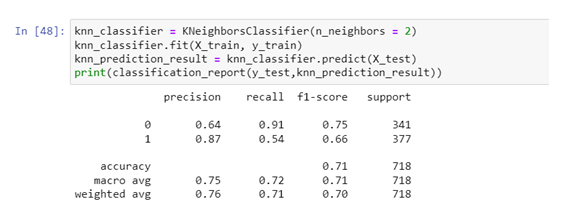 In [48]: knn_classifier = KNeighborsClassifier(n_neighbors = 2)
knn_classifier.fit(X_train, y_train)
knn_prediction_result = knn_classifier.predict(X_test)
print(classification_report(y_test,knn_prediction_result))
precision recall f1-score support
0 0.64 0.91 0.75 341
1 0.87 0.54 0.66 377
accuracy 0.71 718
macro avg 0.75 0.72 0.71 718
weighted avg 0.76 0.71 0.70 718